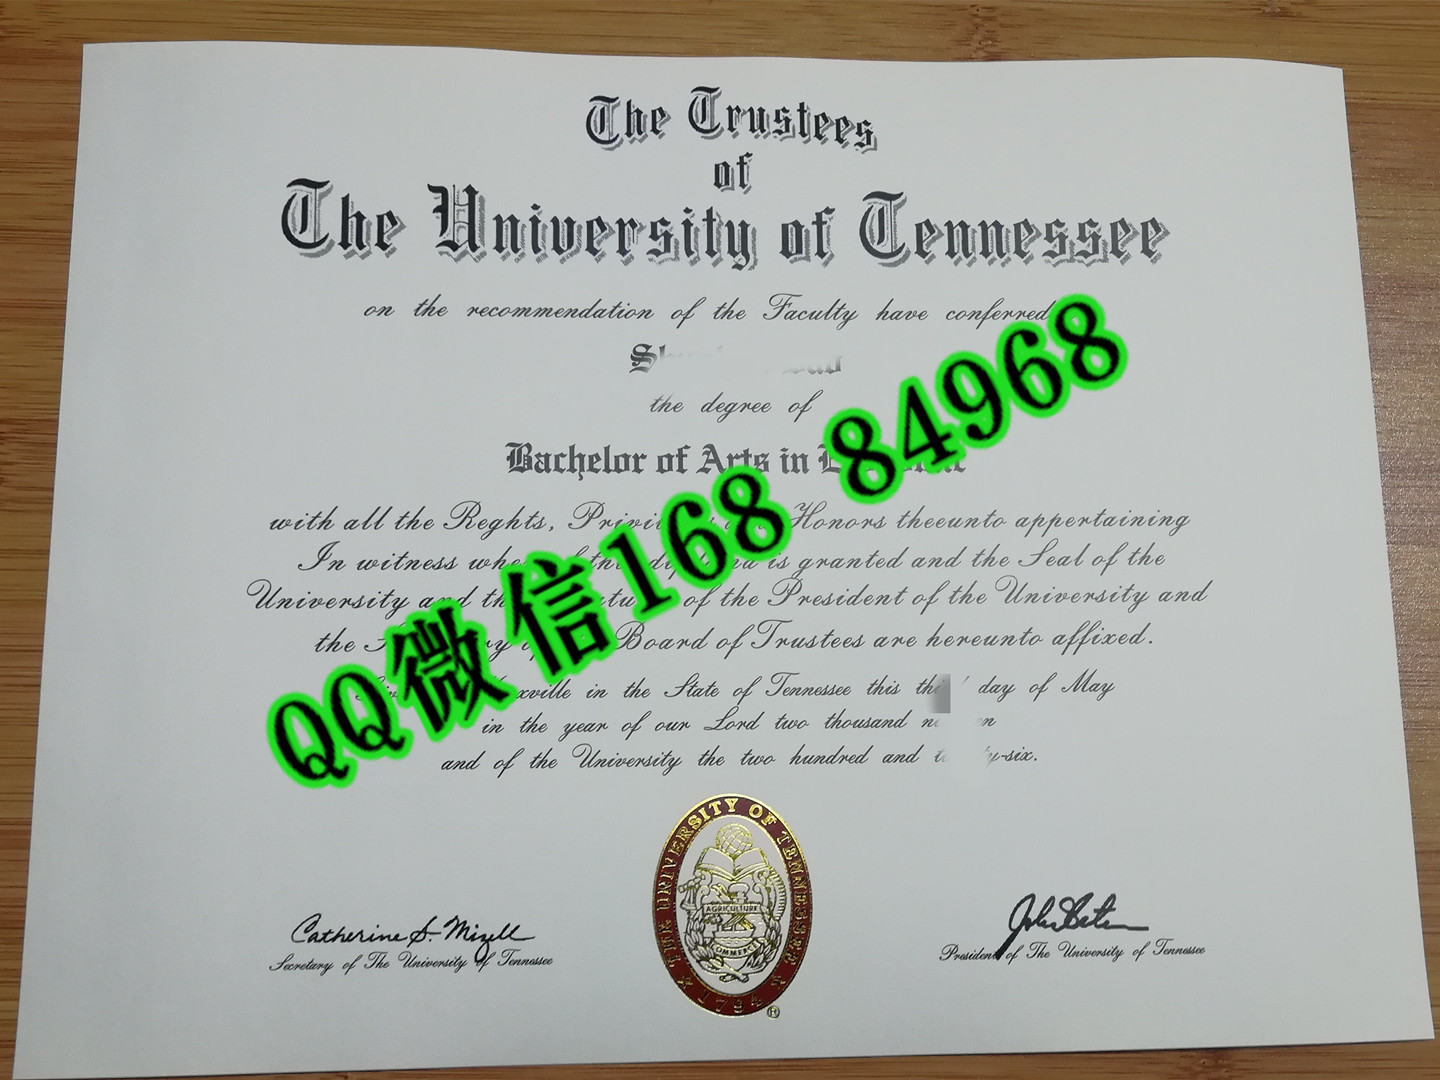 The Trustees
of
The University of Tennessee
on the recommendation of the Faculty have conferred
the degree of
Bachelor of Arts in
with all the Reghts, Honors theeunto appertaining
In witness is granted and the Seal of the
University and of the President of the University and
the Board of Trustees are hereunto affixed.
in the State of Tennessee this day of May
in the year of our Lord two thousand
and of the University the two hundred and
QQ微信168 84968
THE UNIVERSITY OF TENNESSEE
AGRICULTURE
COMMERCE
1794
®
Catherine S. Mizell
Secretary of The University of Tennessee
President of The University of Tennessee